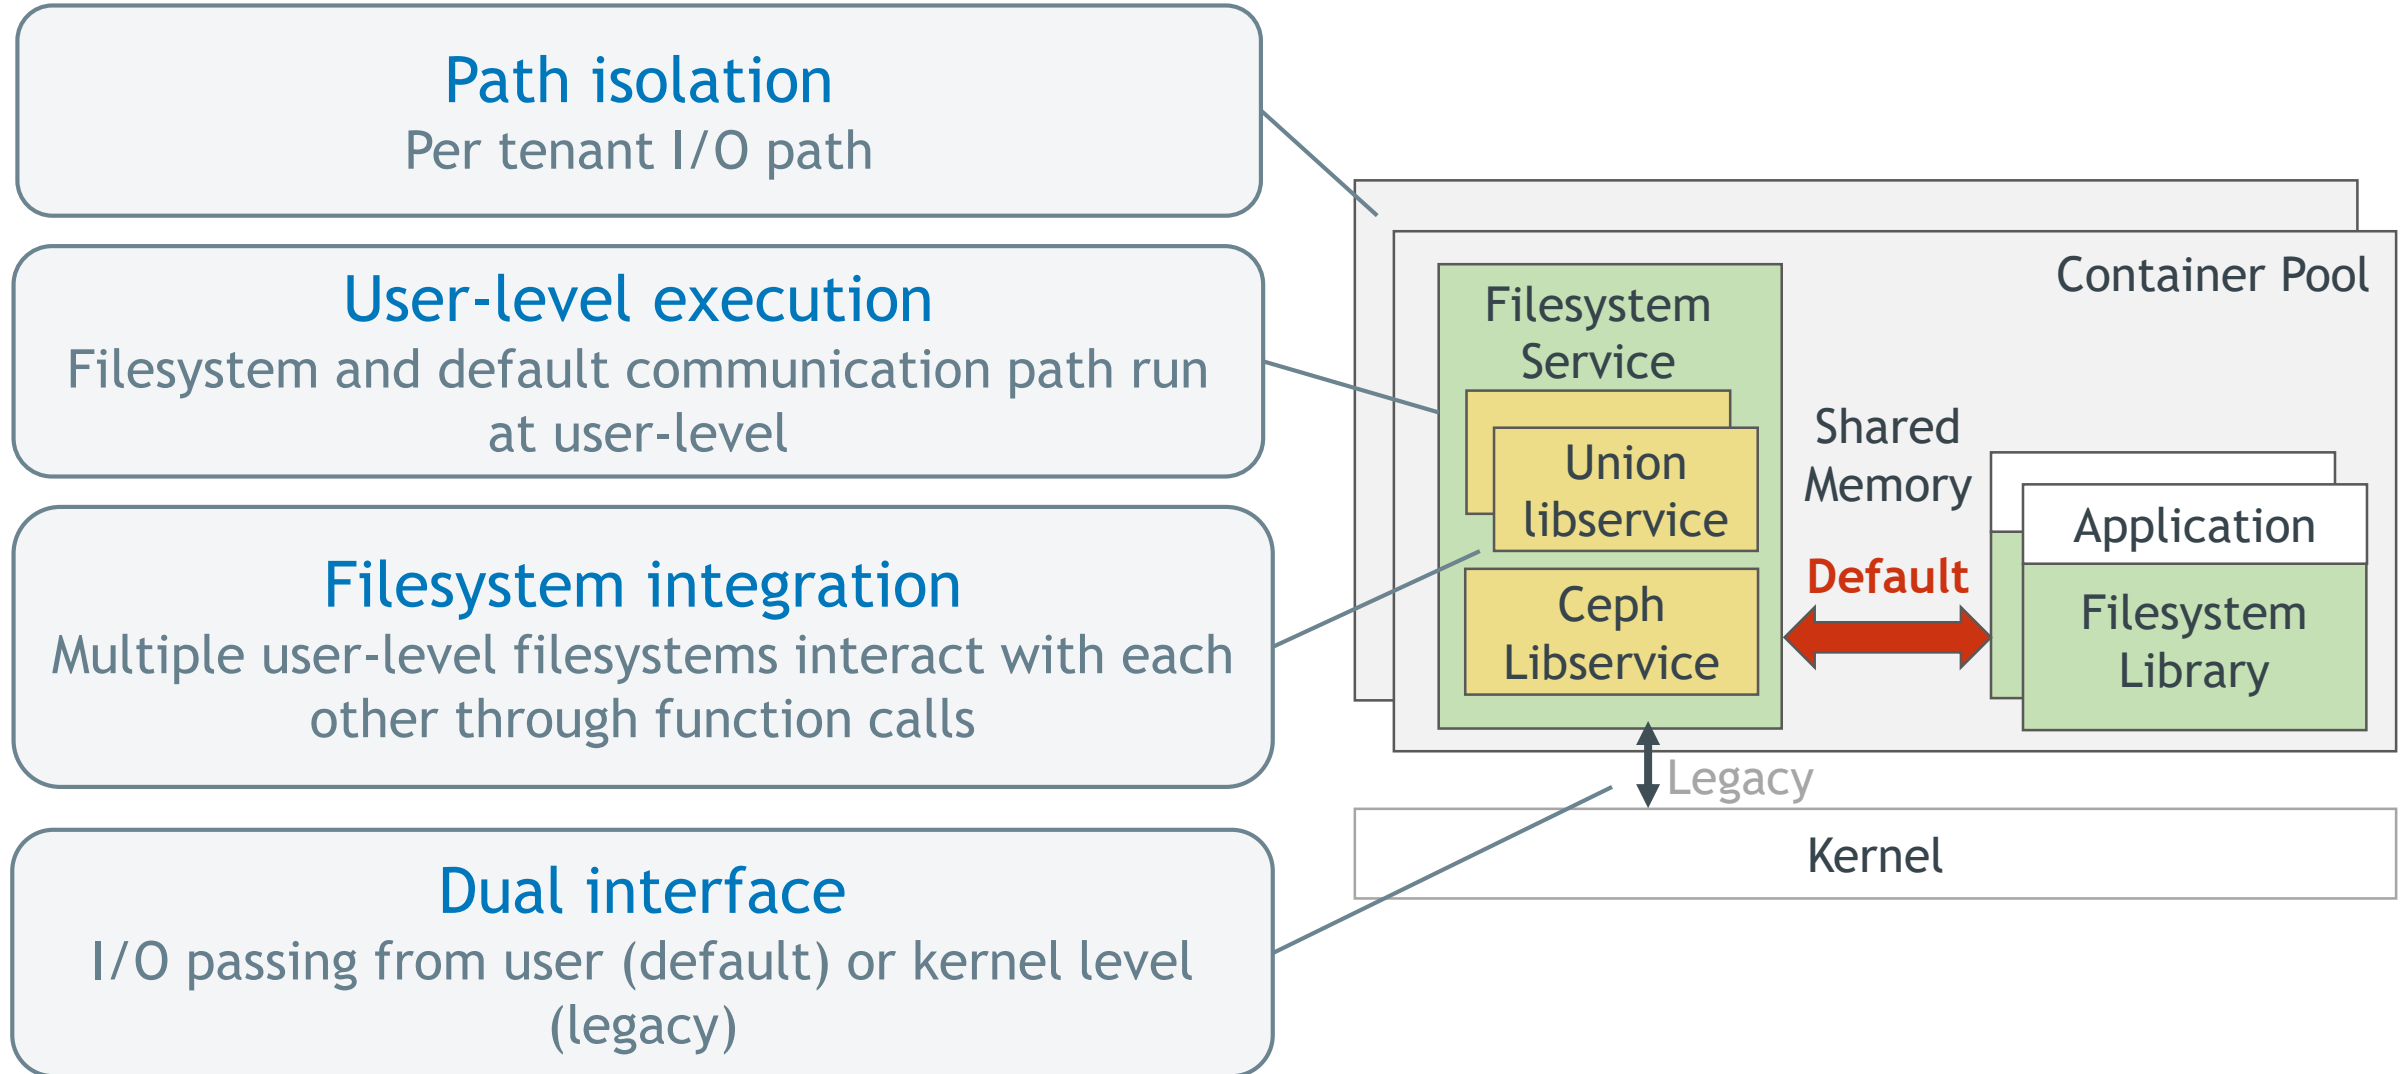 Path isolation
Per tenant I/O path
User-level execution
Filesystem and default communication path run
at user-level
Filesystem integration
Multiple user-level filesystems interact with each
other through function calls
Dual interface
I/O passing from user (default) or kernel level
(legacy)
Container Pool
Filesystem
Service
Union
libservice
Ceph
Libservice
Shared
Memory
Default
Application
Filesystem
Library
Legacy
Kernel